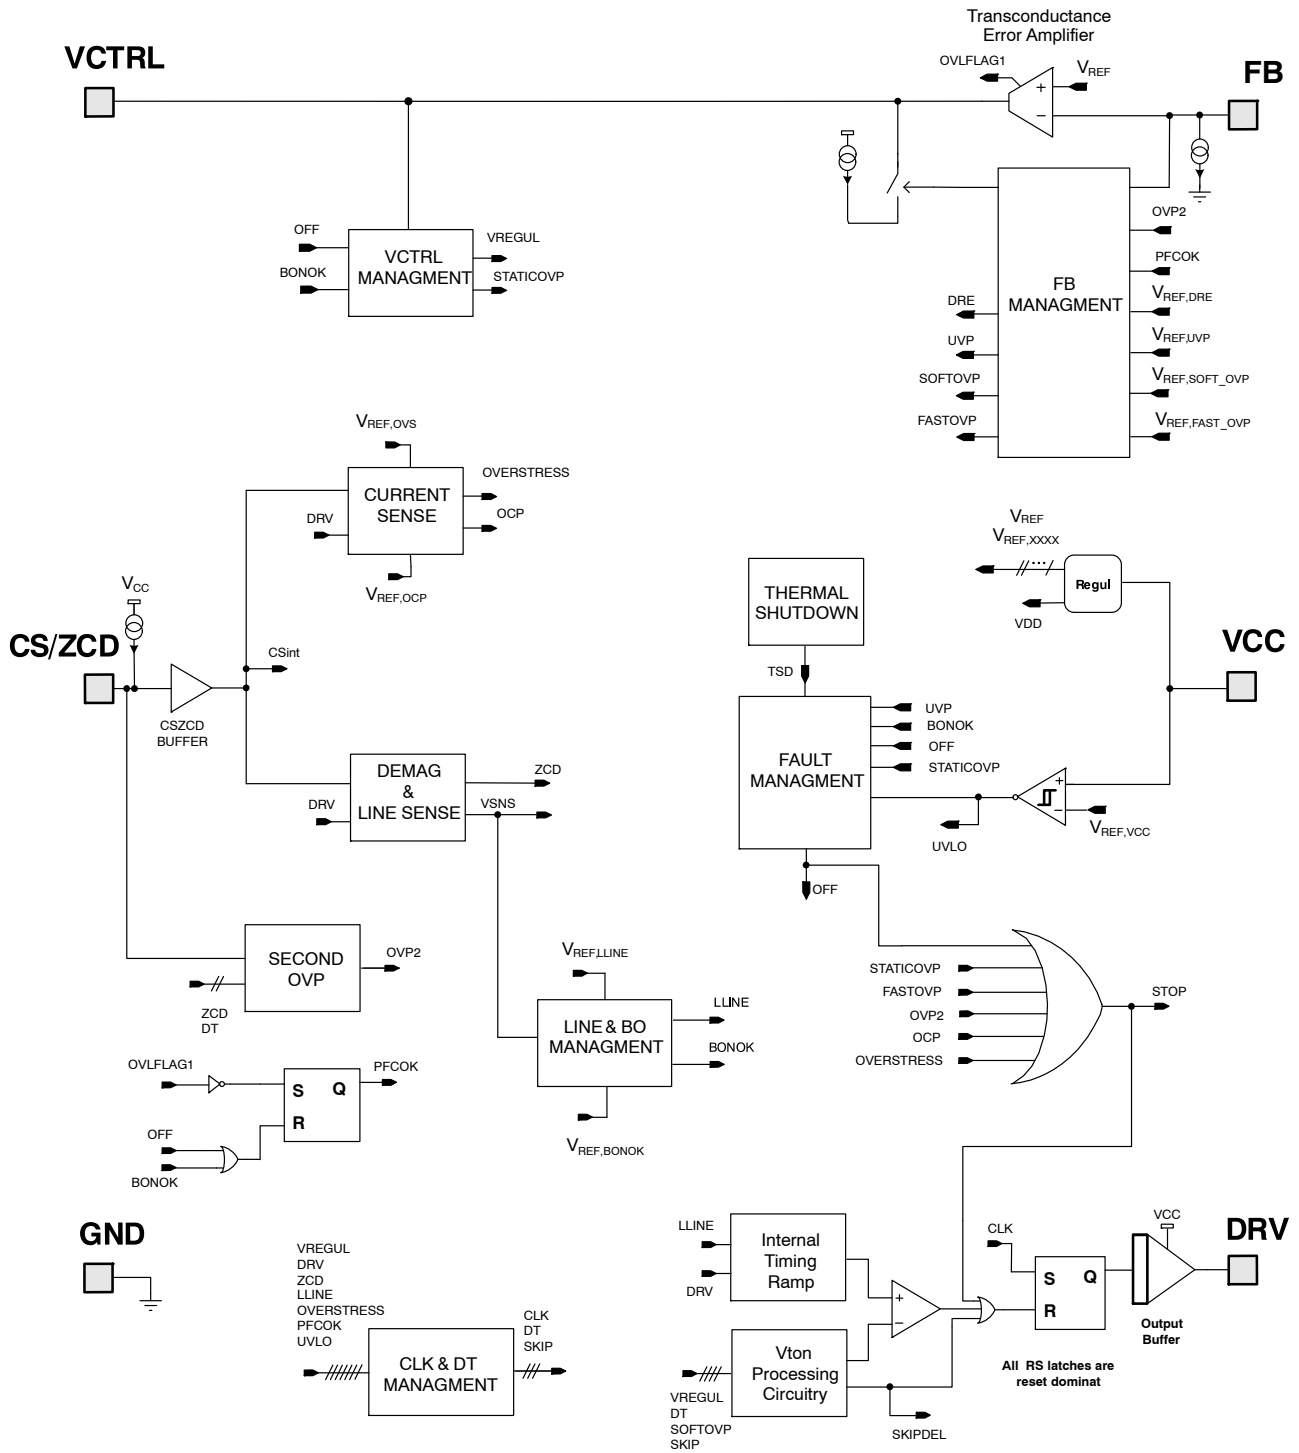 Transconductance
Error Amplifier
VCTRL
OVLFLAG1
VREF
FB
+
−
OFF
BONOK
VCTRL
MANAGMENT
VREGUL
STATICOVP
FB
MANAGMENT
OVP2
PFCOK
VREF,DRE
VREF,UVP
VREF,SOFT_OVP
VREF,FAST_OVP
DRE
UVP
SOFTOVP
FASTOVP
VREF,OVS
CURRENT
SENSE
OVERSTRESS
OCP
DRV
VREF,OCP
VREF
VREF,XXXX
...
Regul
VDD
THERMAL
SHUTDOWN
TSD
VCC
CS/ZCD
CSint
CSZCD
BUFFER
VCC
FAULT
MANAGMENT
UVP
BONOK
OFF
STATICOVP
+
−
VREF,VCC
UVLO
OFF
DEMAG
&
LINE SENSE
DRV
ZCD
VSNS
SECOND
OVP
OVP2
ZCD
DT
VREF,LLINE
LINE & BO
MANAGMENT
LLINE
BONOK
VREF,BONOK
STATICOVP
FASTOVP
OVP2
OCP
OVERSTRESS
STOP
OVLFLAG1
S
Q
R
PFCOK
OFF
BONOK
GND
VREGUL
DRV
ZCD
LLINE
OVERSTRESS
PFCOK
UVLO
CLK & DT
MANAGMENT
CLK
DT
SKIP
LLINE
DRV
Internal
Timing
Ramp
+
−
Vton
Processing
Circuitry
VREGUL
DT
SOFTOVP
SKIP
SKIPDEL
CLK
S
Q
R
VCC
DRV
Output
Buffer
All RS latches are
reset dominat